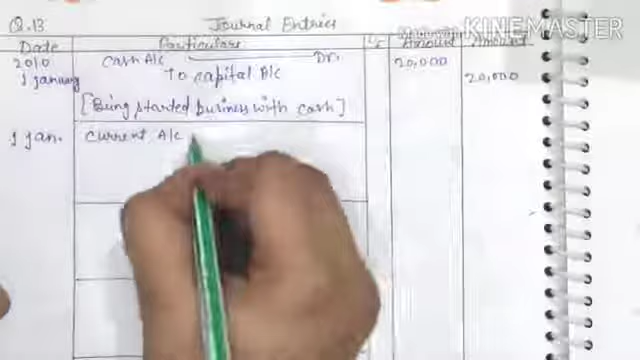 Q.13 Journal Entries
Date Particulars L.F Amount Amount
2010 Cash A/c Dr. 20,000
1 January To capital A/c 20,000
[Being started business with cash]
1 Jan. Current A/c
KINEMASTER